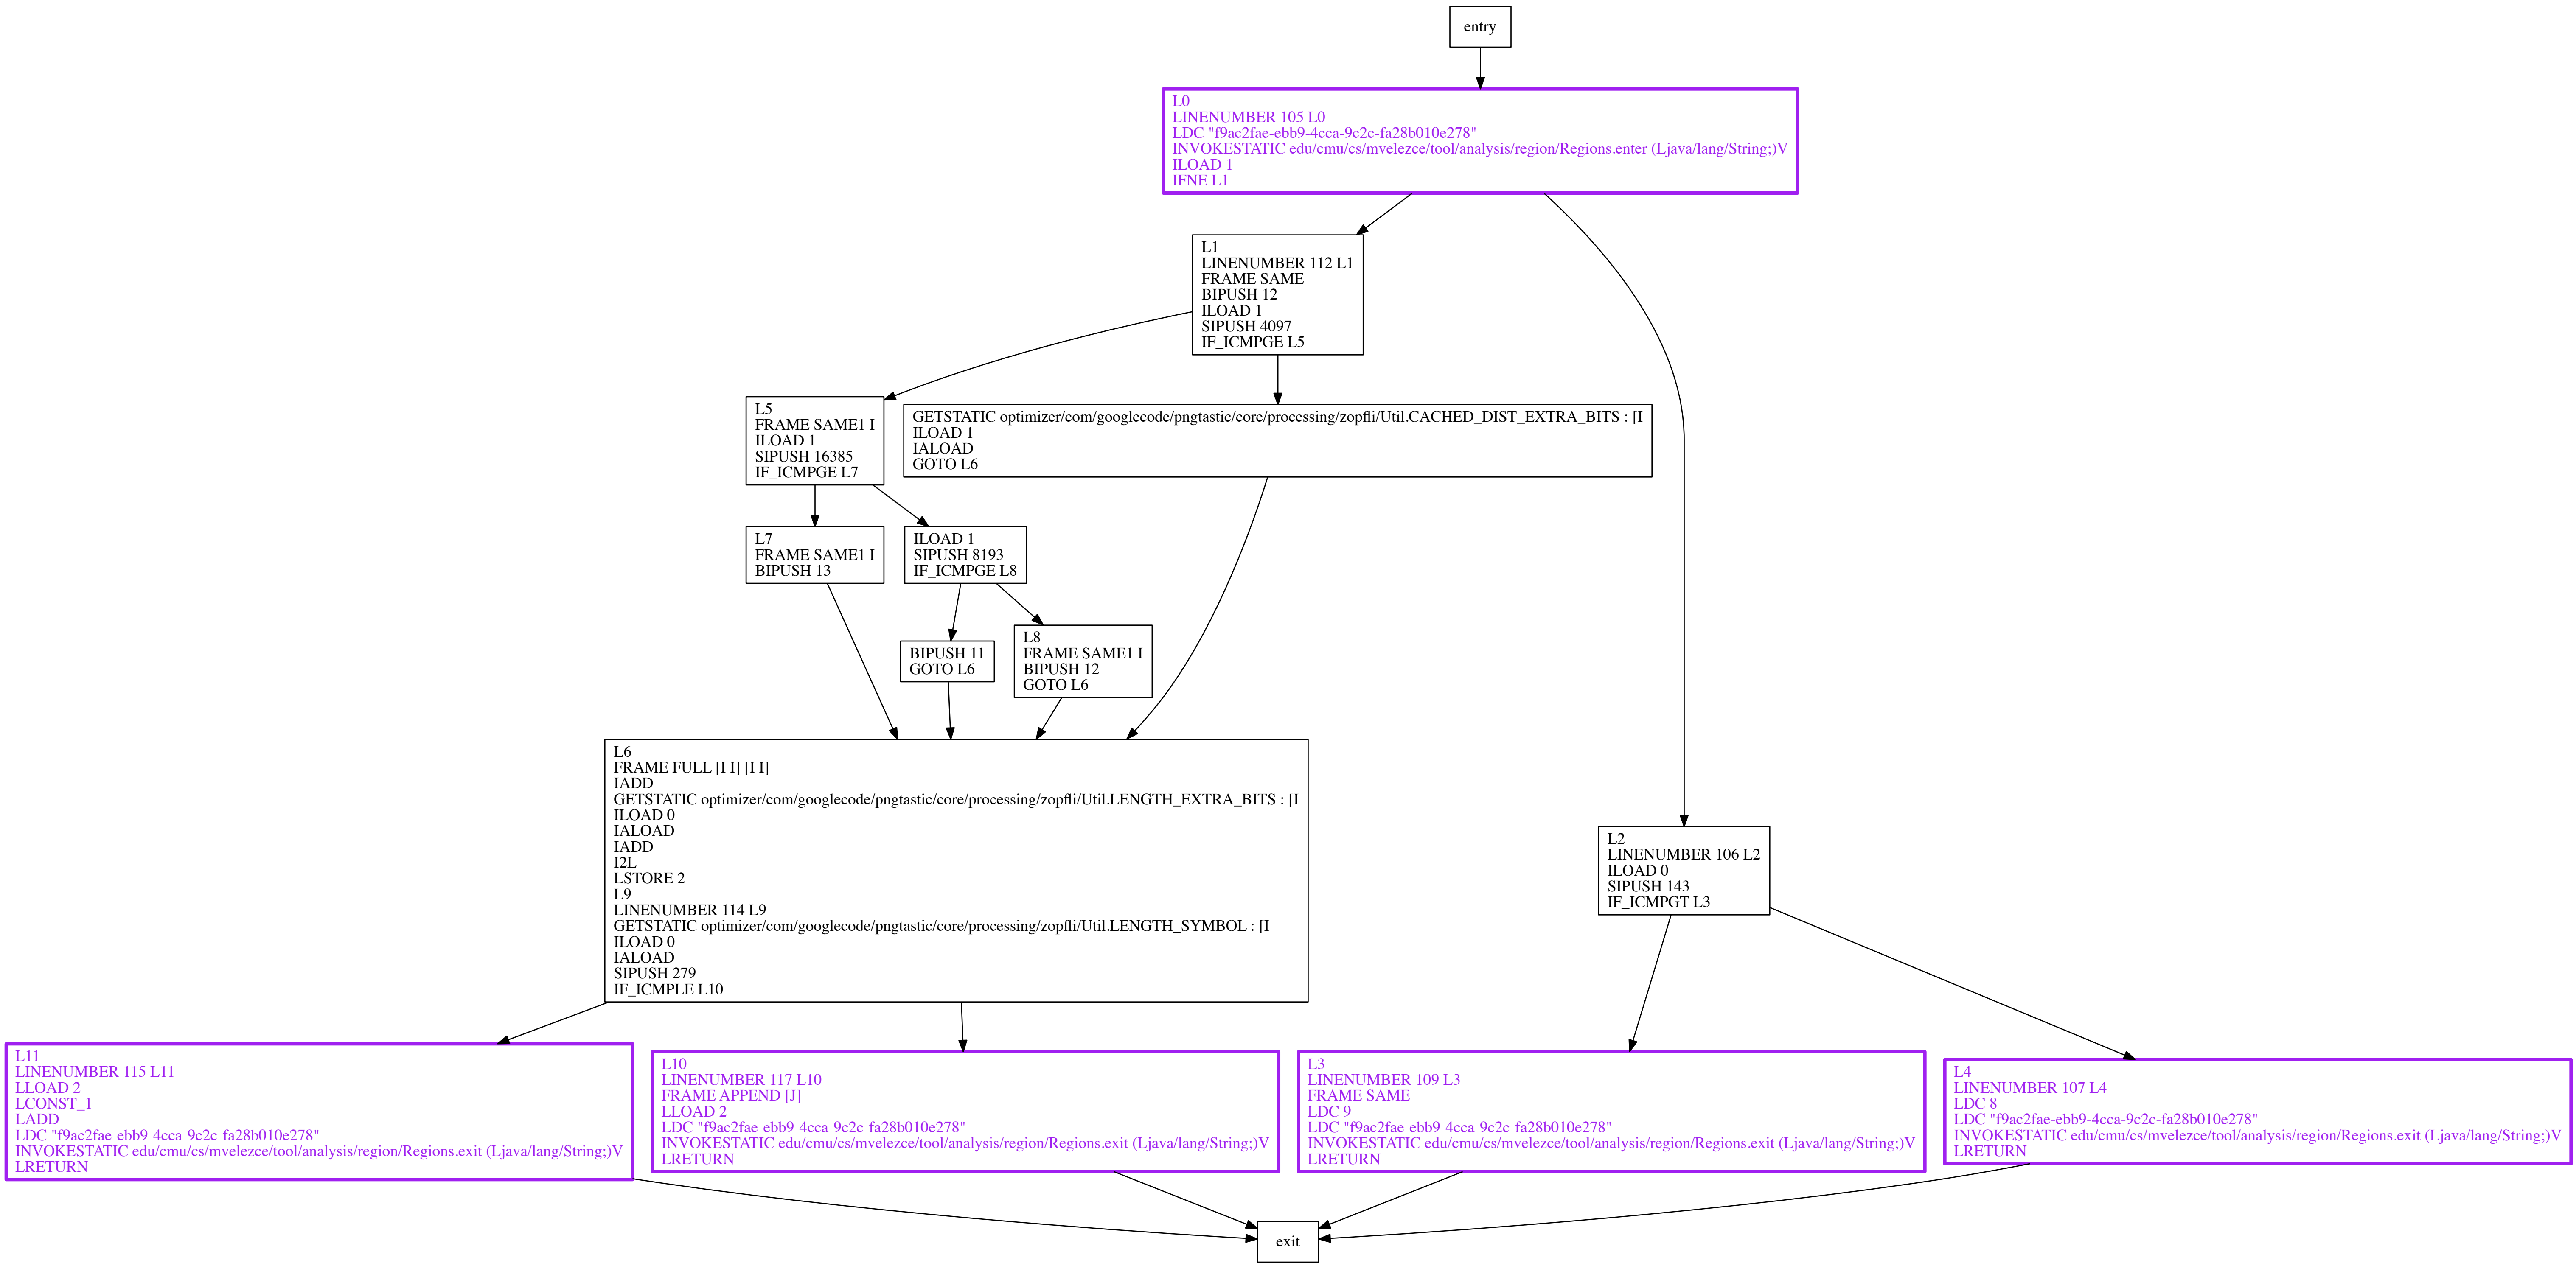 entry
L0
LINENUMBER 105 L0
LDC "f9ac2fae-ebb9-4cca-9c2c-fa28b010e278"
INVOKESTATIC edu/cmu/cs/mvelezce/tool/analysis/region/Regions.enter (Ljava/lang/String;)V
ILOAD 1
IFNE L1
L1
LINENUMBER 112 L1
FRAME SAME
BIPUSH 12
ILOAD 1
SIPUSH 4097
IF_ICMPGE L5
L5
FRAME SAME1 I
ILOAD 1
SIPUSH 16385
IF_ICMPGE L7
GETSTATIC optimizer/com/googlecode/pngtastic/core/processing/zopfli/Util.CACHED_DIST_EXTRA_BITS : [I
ILOAD 1
IALOAD
GOTO L6
L7
FRAME SAME1 I
BIPUSH 13
ILOAD 1
SIPUSH 8193
IF_ICMPGE L8
BIPUSH 11
GOTO L6
L8
FRAME SAME1 I
BIPUSH 12
GOTO L6
L6
FRAME FULL [I I] [I I]
IADD
GETSTATIC optimizer/com/googlecode/pngtastic/core/processing/zopfli/Util.LENGTH_EXTRA_BITS : [I
ILOAD 0
IALOAD
IADD
I2L
LSTORE 2
L9
LINENUMBER 114 L9
GETSTATIC optimizer/com/googlecode/pngtastic/core/processing/zopfli/Util.LENGTH_SYMBOL : [I
ILOAD 0
IALOAD
SIPUSH 279
IF_ICMPLE L10
L2
LINENUMBER 106 L2
ILOAD 0
SIPUSH 143
IF_ICMPGT L3
L11
LINENUMBER 115 L11
LLOAD 2
LCONST_1
LADD
LDC "f9ac2fae-ebb9-4cca-9c2c-fa28b010e278"
INVOKESTATIC edu/cmu/cs/mvelezce/tool/analysis/region/Regions.exit (Ljava/lang/String;)V
LRETURN
L10
LINENUMBER 117 L10
FRAME APPEND [J]
LLOAD 2
LDC "f9ac2fae-ebb9-4cca-9c2c-fa28b010e278"
INVOKESTATIC edu/cmu/cs/mvelezce/tool/analysis/region/Regions.exit (Ljava/lang/String;)V
LRETURN
L3
LINENUMBER 109 L3
FRAME SAME
LDC 9
LDC "f9ac2fae-ebb9-4cca-9c2c-fa28b010e278"
INVOKESTATIC edu/cmu/cs/mvelezce/tool/analysis/region/Regions.exit (Ljava/lang/String;)V
LRETURN
L4
LINENUMBER 107 L4
LDC 8
LDC "f9ac2fae-ebb9-4cca-9c2c-fa28b010e278"
INVOKESTATIC edu/cmu/cs/mvelezce/tool/analysis/region/Regions.exit (Ljava/lang/String;)V
LRETURN
exit